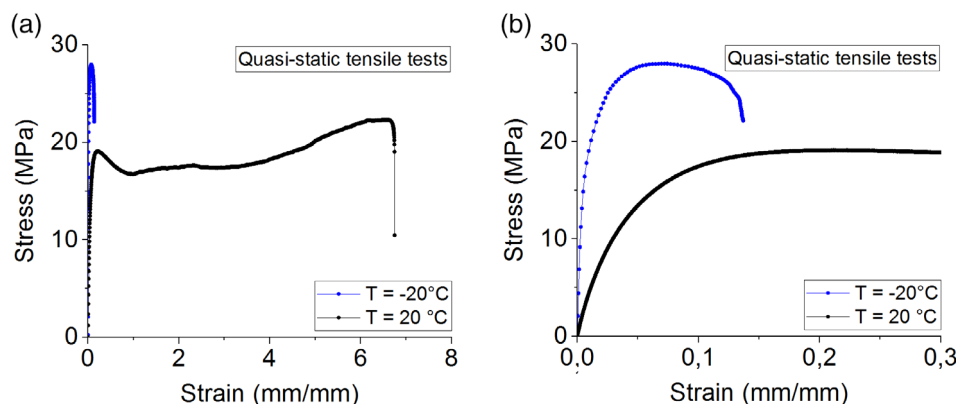 (a)
30
20
10
0
0
2
4
6
8
Stress (MPa)
Strain (mm/mm)
Quasi-static tensile tests
T = -20°C
T = 20 °C
(b)
30
20
10
0
0,0
0,1
0,2
0,3
Stress (MPa)
Strain (mm/mm)
Quasi-static tensile tests
T = -20°C
T = 20 °C